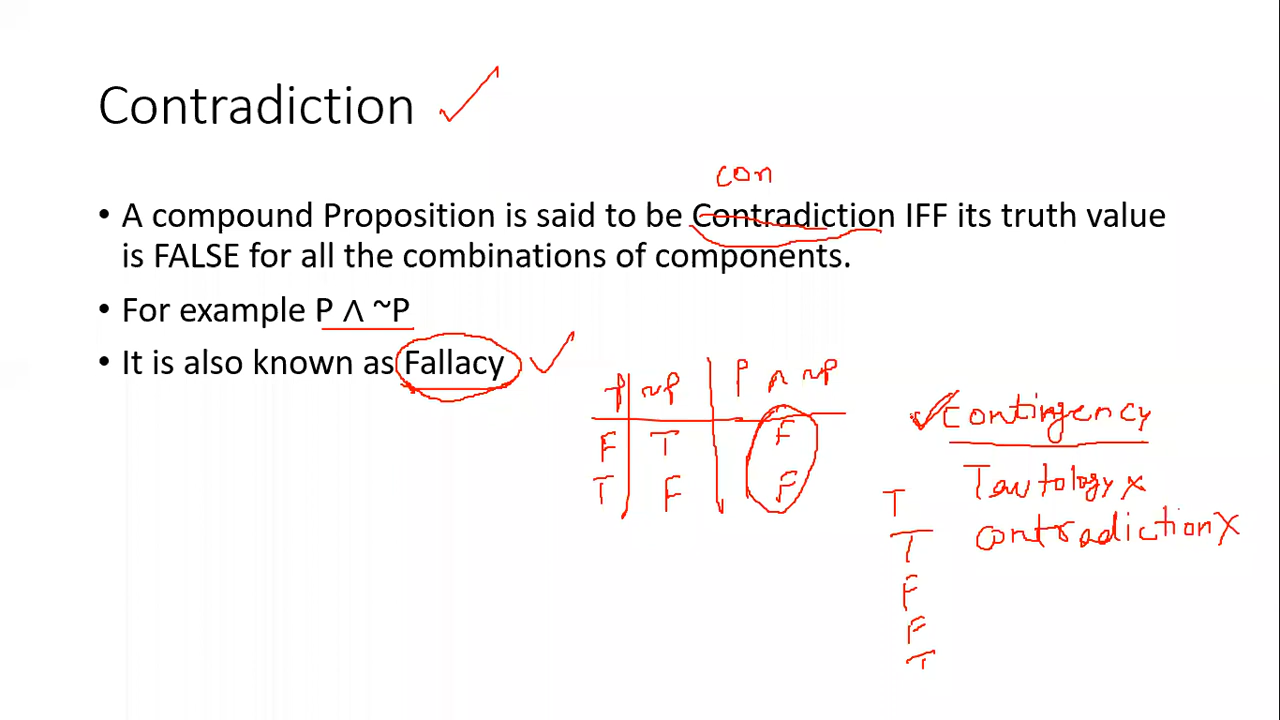 Contradiction
con
• A compound Proposition is said to be Contradiction IFF its truth value
is FALSE for all the combinations of components.
• For example P ∧ ~P
• It is also known as Fallacy
p ~p P ∧ ~p
F T F
T F F
Contingency
Tautology x
contradiction X
T
T
F
F
T